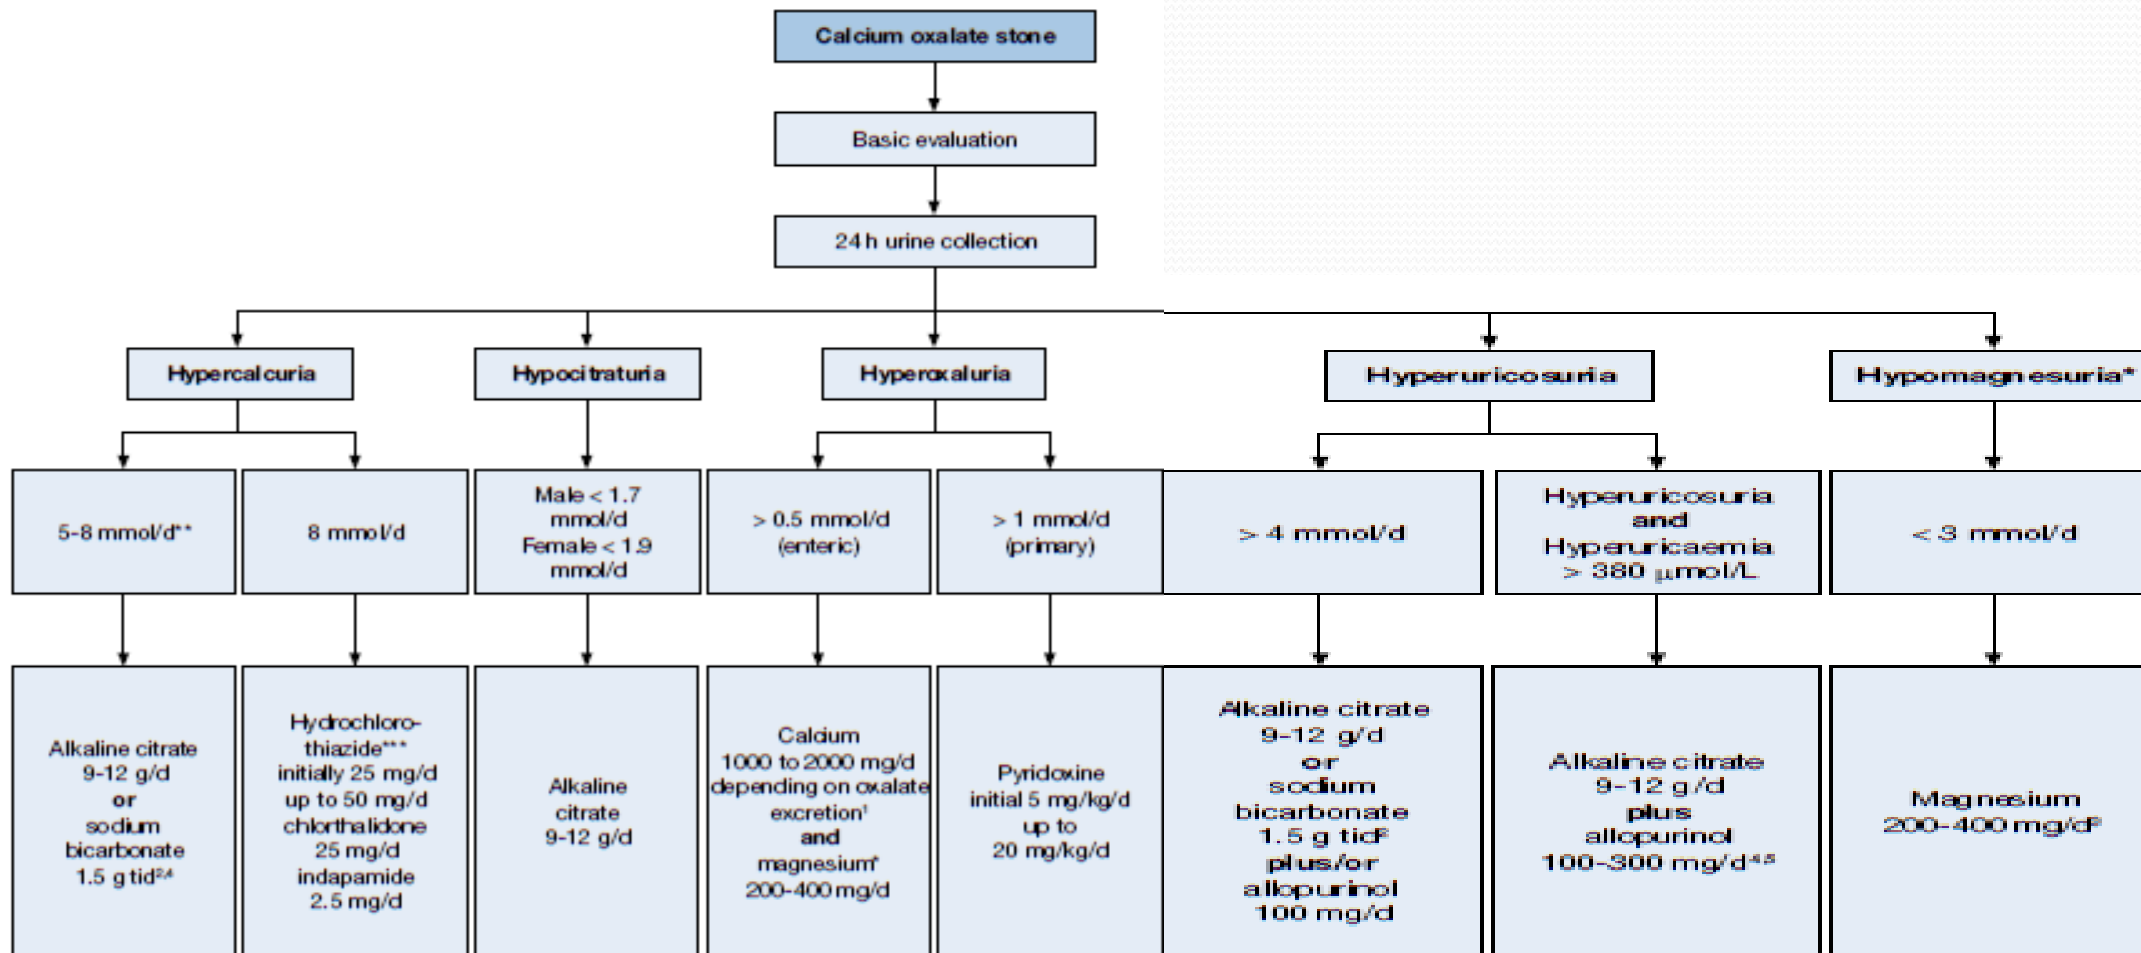 Calcium oxalate stone
Basic evaluation
24 h urine collection
Hypercalcuria
Hypocitraturia
Hyperoxaluria
Hyperuricosuria
Hypomagnesuria*
5-8 mmol/d**
8 mmol/d
Male < 1.7
mmol/d
Female < 1.9
mmol/d
> 0.5 mmol/d
(enteric)
> 1 mmol/d
(primary)
> 4 mmol/d
Hyperuricosuria
and
Hyperuricaemia
> 380 µmol/L
< 3 mmol/d
Alkaline citrate
9-12 g/d
or
sodium
bicarbonate
1.5 g tid²,⁴
Hydrochloro-
thiazide***
initially 25 mg/d
up to 50 mg/d
chlorthalidone
25 mg/d
indapamide
2.5 mg/d
Alkaline
citrate
9-12 g/d
Calcium
1000 to 2000 mg/d
depending on oxalate
excretion¹
and
magnesium*
200-400 mg/d
Pyridoxine
initial 5 mg/kg/d
up to
20 mg/kg/d
Alkaline citrate
9-12 g/d
or
sodium
bicarbonate
1.5 g tid²
plus/or
allopurinol
100 mg/d
Alkaline citrate
9-12 g/d
plus
allopurinol
100-300 mg/d⁴,⁵
Magnesium
200-400 mg/d